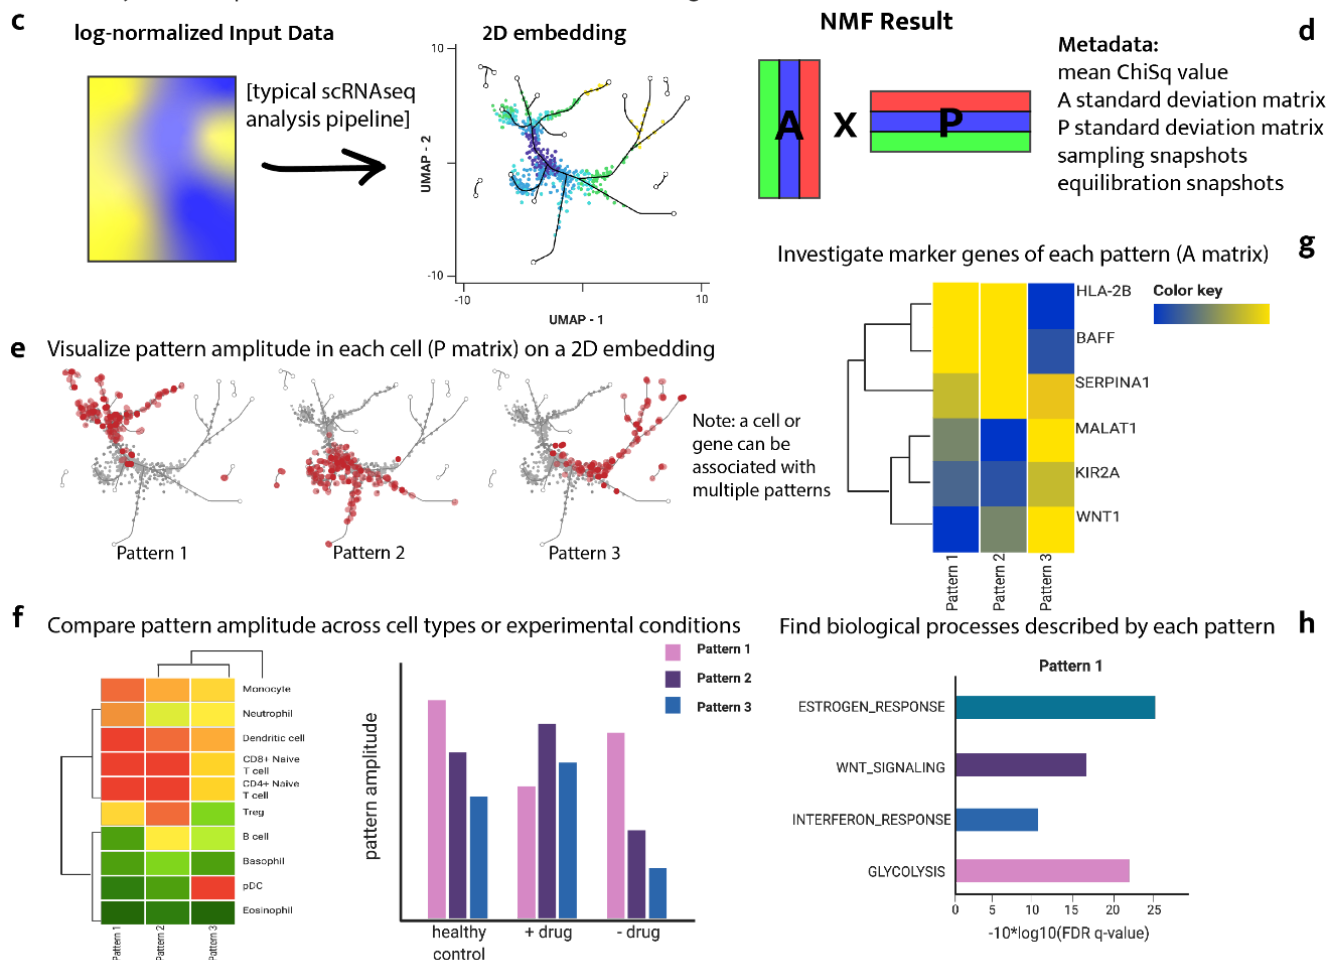 c
log-normalized Input Data
[typical scRNAseq
analysis pipeline]
2D embedding
10
-10
UMAP - 2
-10
10
UMAP - 1
NMF Result
A X P
d
Metadata:
mean ChiSq value
A standard deviation matrix
P standard deviation matrix
sampling snapshots
equilibration snapshots
e
Visualize pattern amplitude in each cell (P matrix) on a 2D embedding
Pattern 1
Pattern 2
Pattern 3
Note: a cell or
gene can be
associated with
multiple patterns
Investigate marker genes of each pattern (A matrix)
g
HLA-2B
BAFF
SERPINA1
MALAT1
KIR2A
WNT1
Pattern 1
Pattern 2
Pattern 3
Color key
f
Compare pattern amplitude across cell types or experimental conditions
Monocyte
Neutrophil
Dendritic cell
CD8+ Naive
T cell
CD4+ Naive
T cell
Treg
B cell
Basophil
pDC
Eosinophil
Pattern 1
Pattern 2
Pattern 3
pattern amplitude
Pattern 1
Pattern 2
Pattern 3
healthy
control
+ drug
- drug
Find biological processes described by each pattern
h
Pattern 1
ESTROGEN_RESPONSE
WNT_SIGNALING
INTERFERON_RESPONSE
GLYCOLYSIS
0 5 10 15 20 25
-10*log10(FDR q-value)